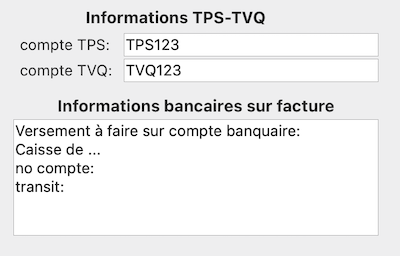 Informations TPS-TVQ
compte TPS: TPS123
compte TVQ: TVQ123
Informations bancaires sur facture
Versement à faire sur compte banquaire:
Caisse de ...
no compte:
transit: